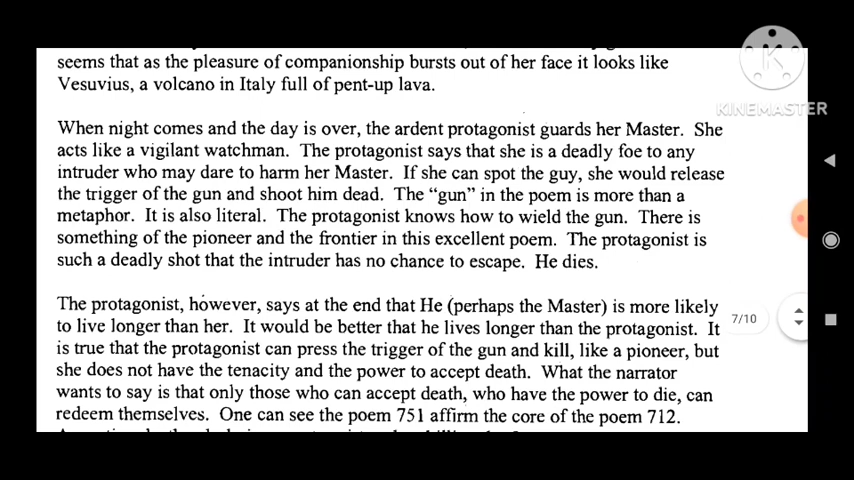 seems that as the pleasure of companionship bursts out of her face it looks like
Vesuvius, a volcano in Italy full of pent-up lava.
When night comes and the day is over, the ardent protagonist guards her Master. She
acts like a vigilant watchman. The protagonist says that she is a deadly foe to any
intruder who may dare to harm her Master. If she can spot the guy, she would release
the trigger of the gun and shoot him dead. The “gun” in the poem is more than a
metaphor. It is also literal. The protagonist knows how to wield the gun. There is
something of the pioneer and the frontier in this excellent poem. The protagonist is
such a deadly shot that the intruder has no chance to escape. He dies.
The protagonist, however, says at the end that He (perhaps the Master) is more likely
to live longer than her. It would be better that he lives longer than the protagonist. It
is true that the protagonist can press the trigger of the gun and kill, like a pioneer, but
she does not have the tenacity and the power to accept death. What the narrator
wants to say is that only those who can accept death, who have the power to die, can
redeem themselves. One can see the poem 751 affirm the core of the poem 712.
7/10
K
KINEMASTER